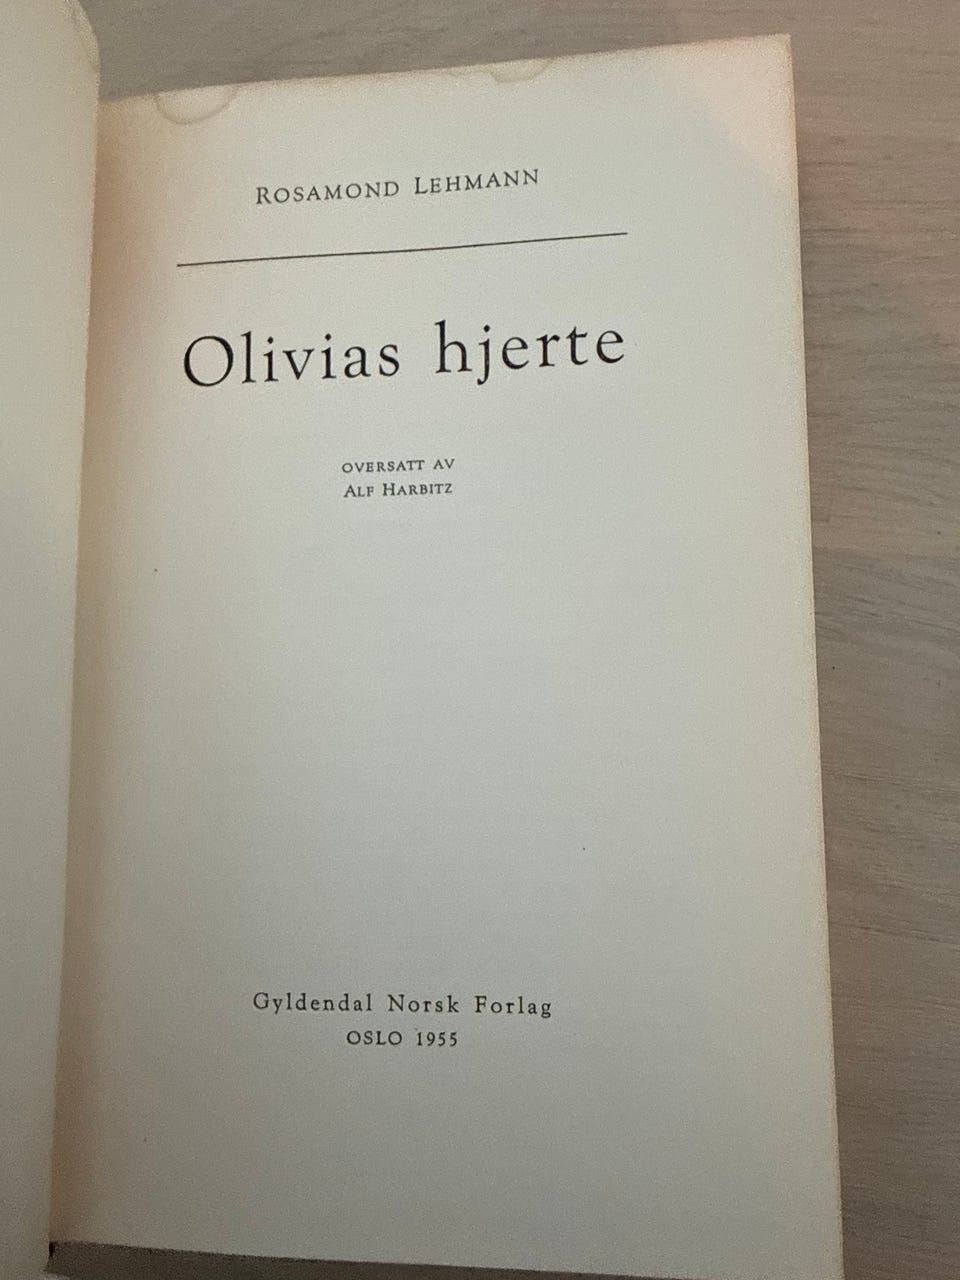 ROSAMOND LEHMANN
Olivias hjerte
OVERSATT AV
ALF HARBITZ
Gyldendal Norsk Forlag
OSLO 1955